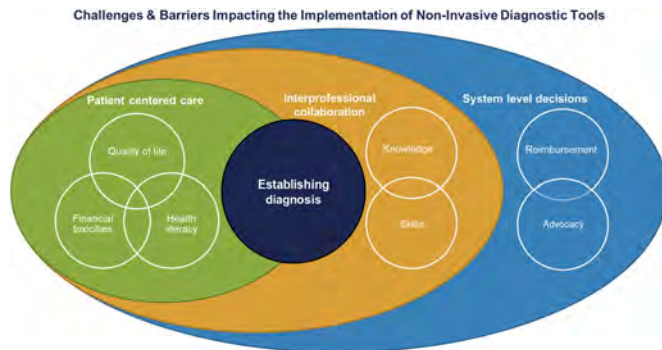 Challenges & Barriers Impacting the Implementation of Non-Invasive Diagnostic Tools
Patient centered care
Interprofessional
collaboration
System level decisions
Quality of life
Financial
toxicities
Health
literacy
Establishing
diagnosis
Knowledge
Skills
Reimbursement
Advocacy